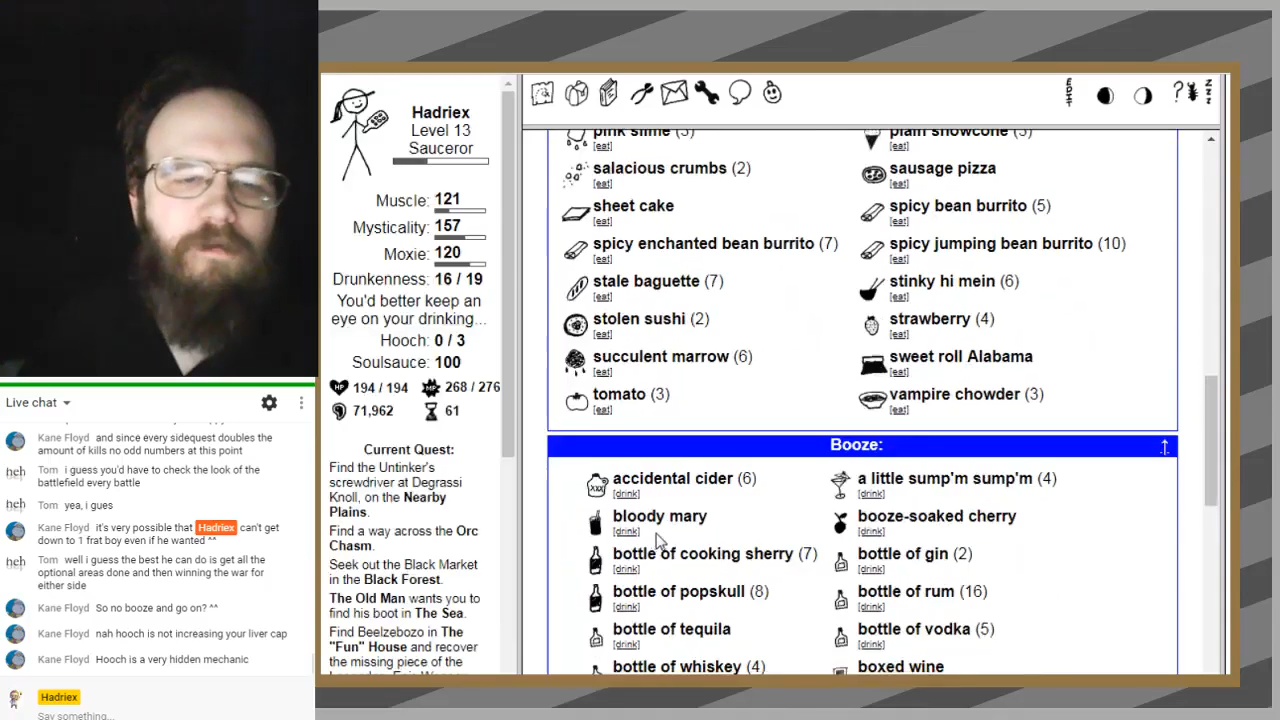 Hadriex
Level 13
Sauceror
Muscle: 121
Mysticality: 157
Moxie: 120
Drunkenness: 16 / 19
You'd better keep an
eye on your drinking...
Hooch: 0 / 3
Soulsauce: 100
HP 194 / 194 MP 268 / 276
71,962 61
Current Quest:
Find the Untinker's
screwdriver at Degrassi
Knoll, on the Nearby
Plains.
Find a way across the Orc
Chasm.
Seek out the Black Market
in the Black Forest.
The Old Man wants you to
find his boot in The Sea.
Find Beelzebozo in The
"Fun" House and recover
the missing piece of the
EDIT ? Z Z Z
pink slime (3) plain snowcone (3)
[eat] [eat]
salacious crumbs (2) sausage pizza
[eat] [eat]
sheet cake spicy bean burrito (5)
[eat] [eat]
spicy enchanted bean burrito (7) spicy jumping bean burrito (10)
[eat] [eat]
stale baguette (7) stinky hi mein (6)
[eat] [eat]
stolen sushi (2) strawberry (4)
[eat] [eat]
succulent marrow (6) sweet roll Alabama
[eat] [eat]
tomato (3) vampire chowder (3)
[eat] [eat]
Booze:
accidental cider (6) a little sump'm sump'm (4)
[drink] [drink]
bloody mary booze-soaked cherry
[drink] [drink]
bottle of cooking sherry (7) bottle of gin (2)
[drink] [drink]
bottle of popskull (8) bottle of rum (16)
[drink] [drink]
bottle of tequila bottle of vodka (5)
[drink] [drink]
bottle of whiskey (4) boxed wine
Live chat
Kane Floyd and since every sidequest doubles the
amount of kills no odd numbers at this point
heh Tom i guess you'd have to check the look of the
battlefield every battle
heh Tom yea, i gues
Kane Floyd it's very possible that Hadriex can't get
down to 1 frat boy even if he wanted ^^
heh Tom well i guess the best he can do is get all the
optional areas done and then winning the war for
either side
Kane Floyd So no booze and go on? ^^
Kane Floyd nah hooch is not increasing your liver cap
Kane Floyd Hooch is a very hidden mechanic
Hadriex
Say something...